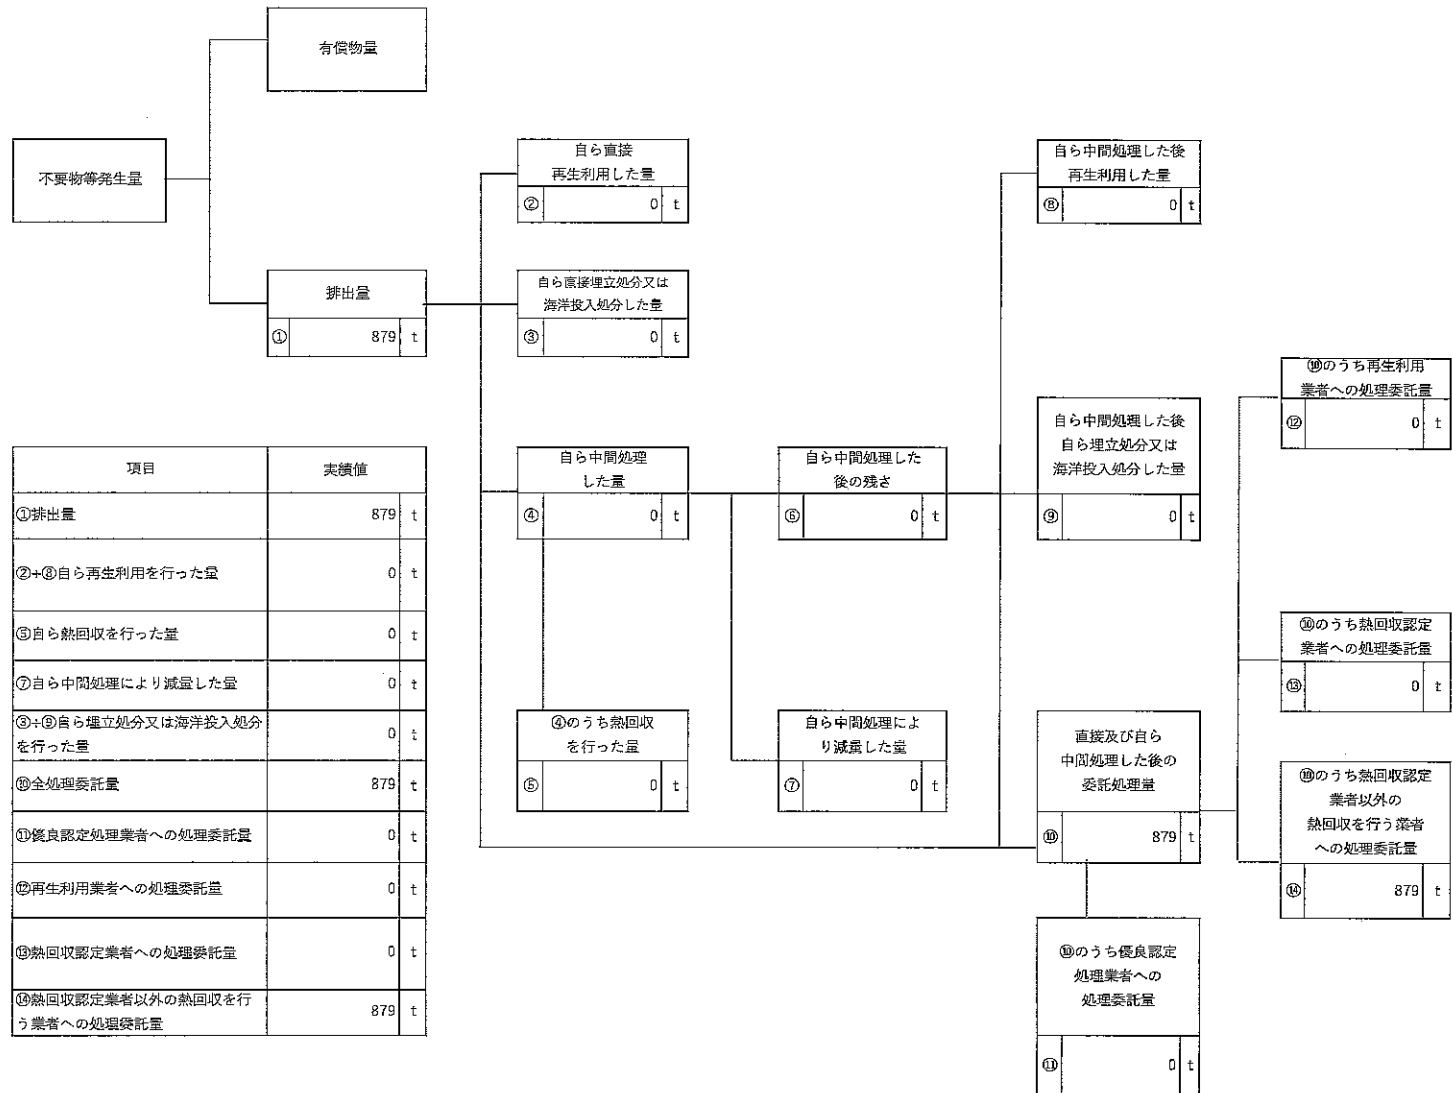 有償物量
不要物等発生量
自ら直接
再生利用した量
② 0 t
自ら中間処理した後
再生利用した量
⑧ 0 t
排出量
① 879 t
自ら直接埋立処分又は
海洋投入処分した量
③ 0 t
⑩のうち再生利用
業者への処理委託量
⑫ 0 t
自ら中間処理
した量
④ 0 t
自ら中間処理した
後の残さ
⑥ 0 t
自ら中間処理した後
自ら埋立処分又は
海洋投入処分した量
⑨ 0 t
⑩のうち熱回収認定
業者への処理委託量
⑬ 0 t
④のうち熱回収
を行った量
⑤ 0 t
自ら中間処理によ
り減量した量
⑦ 0 t
直接及び自ら
中間処理した後の
委託処理量
⑩ 879 t
⑩のうち熱回収認定
業者以外の
熱回収を行う業者
への処理委託量
⑭ 879 t
⑩のうち優良認定
処理業者への
処理委託量
⑪ 0 t
項目 実績値
①排出量 879 t
②+⑧自ら再生利用を行った量 0 t
⑤自ら熱回収を行った量 0 t
⑦自ら中間処理により減量した量 0 t
③+⑨自ら埋立処分又は海洋投入処分
を行った量 0 t
⑩全処理委託量 879 t
⑪優良認定処理業者への処理委託量 0 t
⑫再生利用業者への処理委託量 0 t
⑬熱回収認定業者への処理委託量 0 t
⑭熱回収認定業者以外の熱回収を行
う業者への処理委託量 879 t